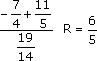 (-7/4 + 11/5) / (19/14) R = 6/5